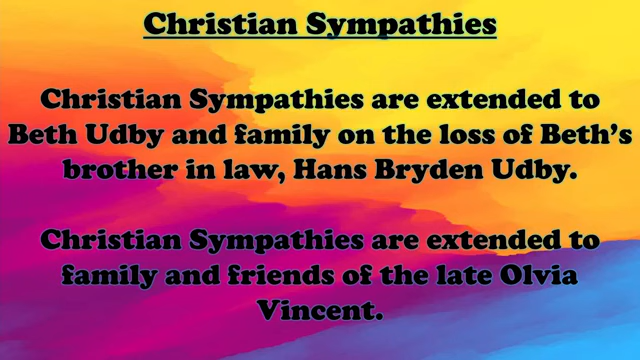 Christian Sympathies
Christian Sympathies are extended to
Beth Udby and family on the loss of Beth's
brother in law, Hans Bryden Udby.
Christian Sympathies are extended to
family and friends of the late Olvia
Vincent.